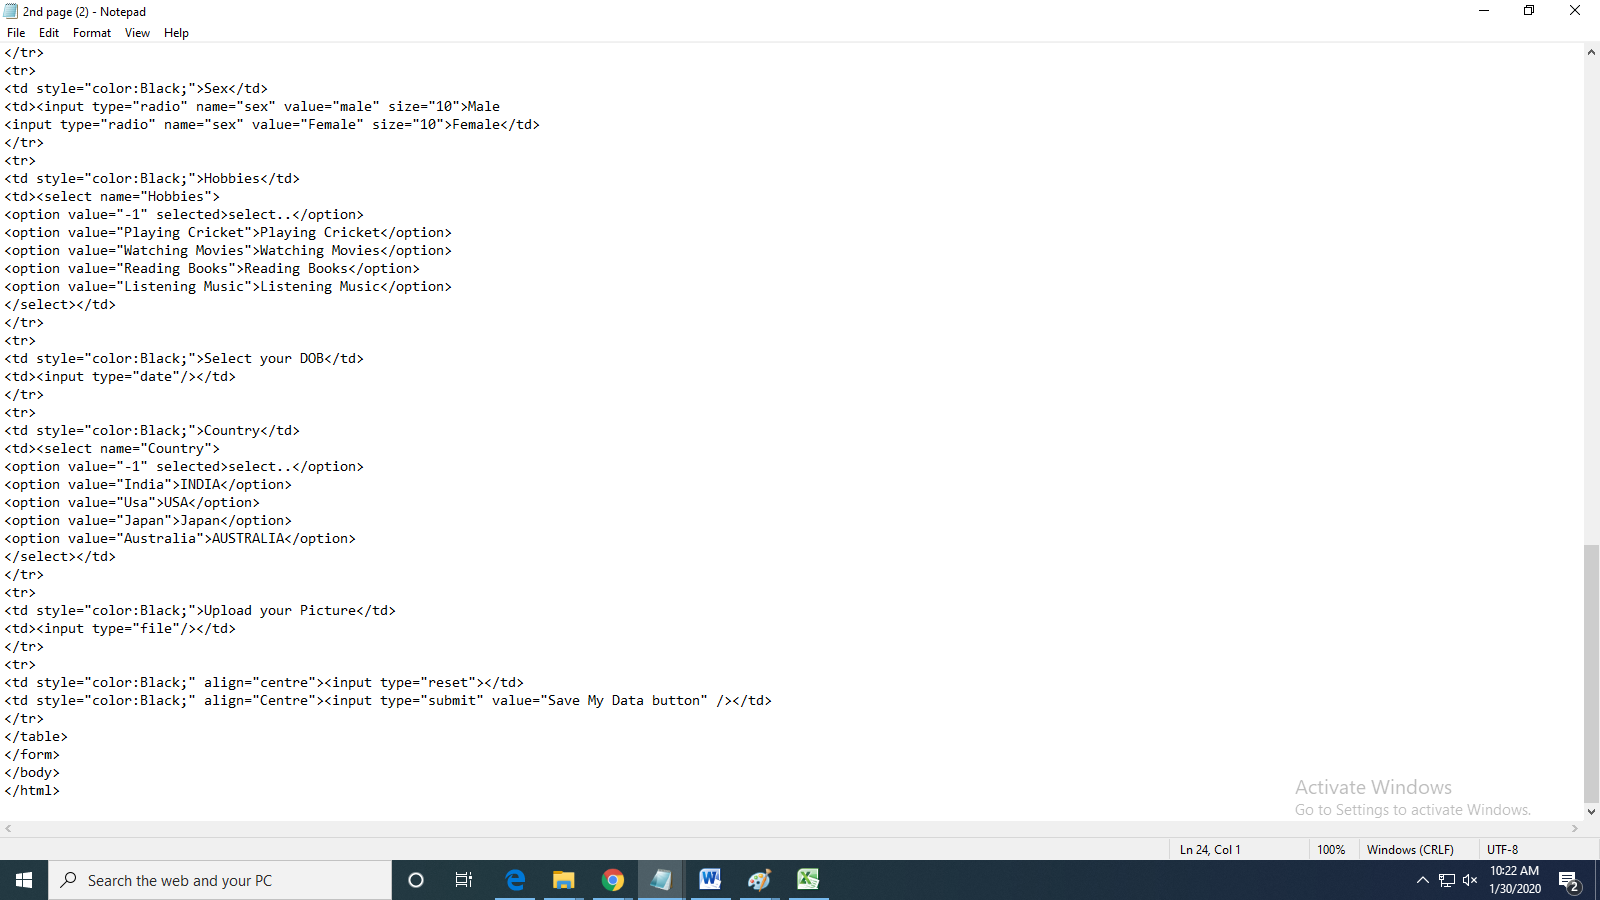 2nd page (2) - Notepad
File Edit Format View Help
</tr>
<tr>
<td style="color:Black;">Sex</td>
<td><input type="radio" name="sex" value="male" size="10">Male
<input type="radio" name="sex" value="Female" size="10">Female</td>
</tr>
<tr>
<td style="color:Black;">Hobbies</td>
<td><select name="Hobbies">
<option value="-1" selected>select..</option>
<option value="Playing Cricket">Playing Cricket</option>
<option value="Watching Movies">Watching Movies</option>
<option value="Reading Books">Reading Books</option>
<option value="Listening Music">Listening Music</option>
</select></td>
</tr>
<tr>
<td style="color:Black;">Select your DOB</td>
<td><input type="date"/></td>
</tr>
<tr>
<td style="color:Black;">Country</td>
<td><select name="Country">
<option value="-1" selected>select..</option>
<option value="India">INDIA</option>
<option value="Usa">USA</option>
<option value="Japan">Japan</option>
<option value="Australia">AUSTRALIA</option>
</select></td>
</tr>
<tr>
<td style="color:Black;">Upload your Picture</td>
<td><input type="file"/></td>
</tr>
<tr>
<td style="color:Black;" align="centre"><input type="reset"></td>
<td style="color:Black;" align="Centre"><input type="submit" value="Save My Data button" /></td>
</tr>
</table>
</form>
</body>
</html>
Activate Windows
Go to Settings to activate Windows.
Ln 24, Col 1 100% Windows (CRLF) UTF-8
Search the web and your PC
10:22 AM
1/30/2020
2